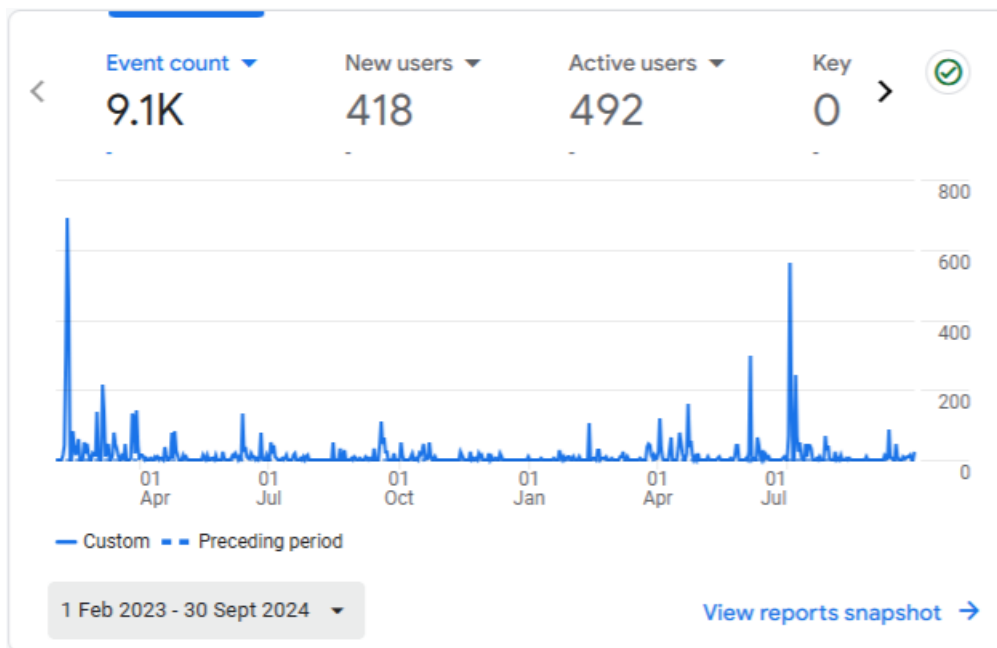 Event count New users Active users Key
9.1K 418 492 0
- - - -
800
600
400
200
0
01 01 01 01 01 01
Apr Jul Oct Jan Apr Jul
Custom Preceding period
1 Feb 2023 - 30 Sept 2024
View reports snapshot